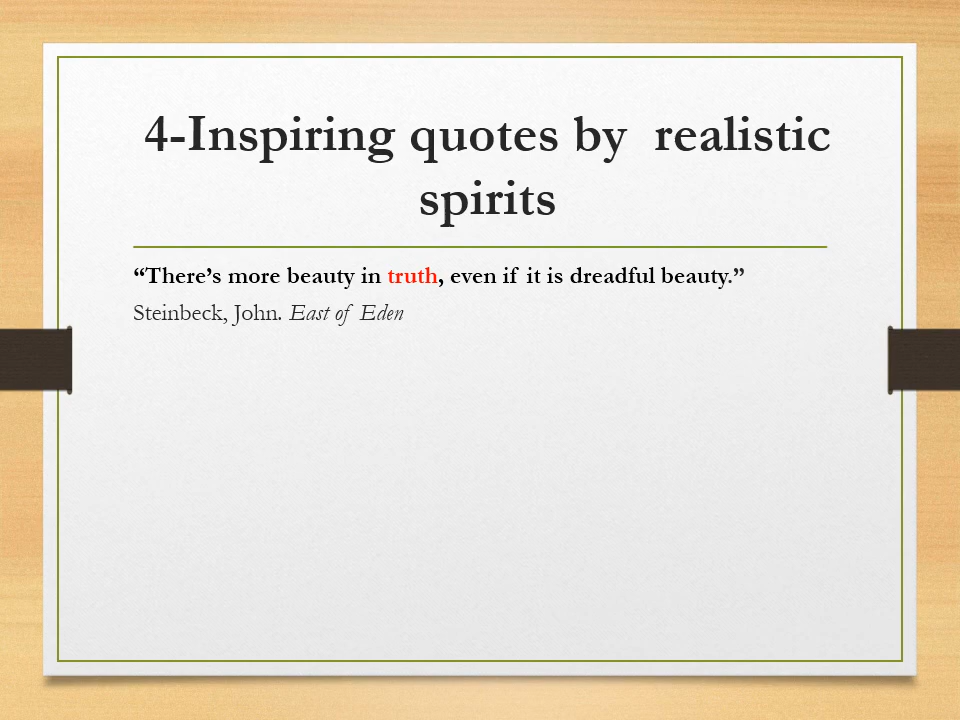 4-Inspiring quotes by  realistic
spirits
“There’s more beauty in truth, even if it is dreadful beauty.”
Steinbeck, John. East of Eden